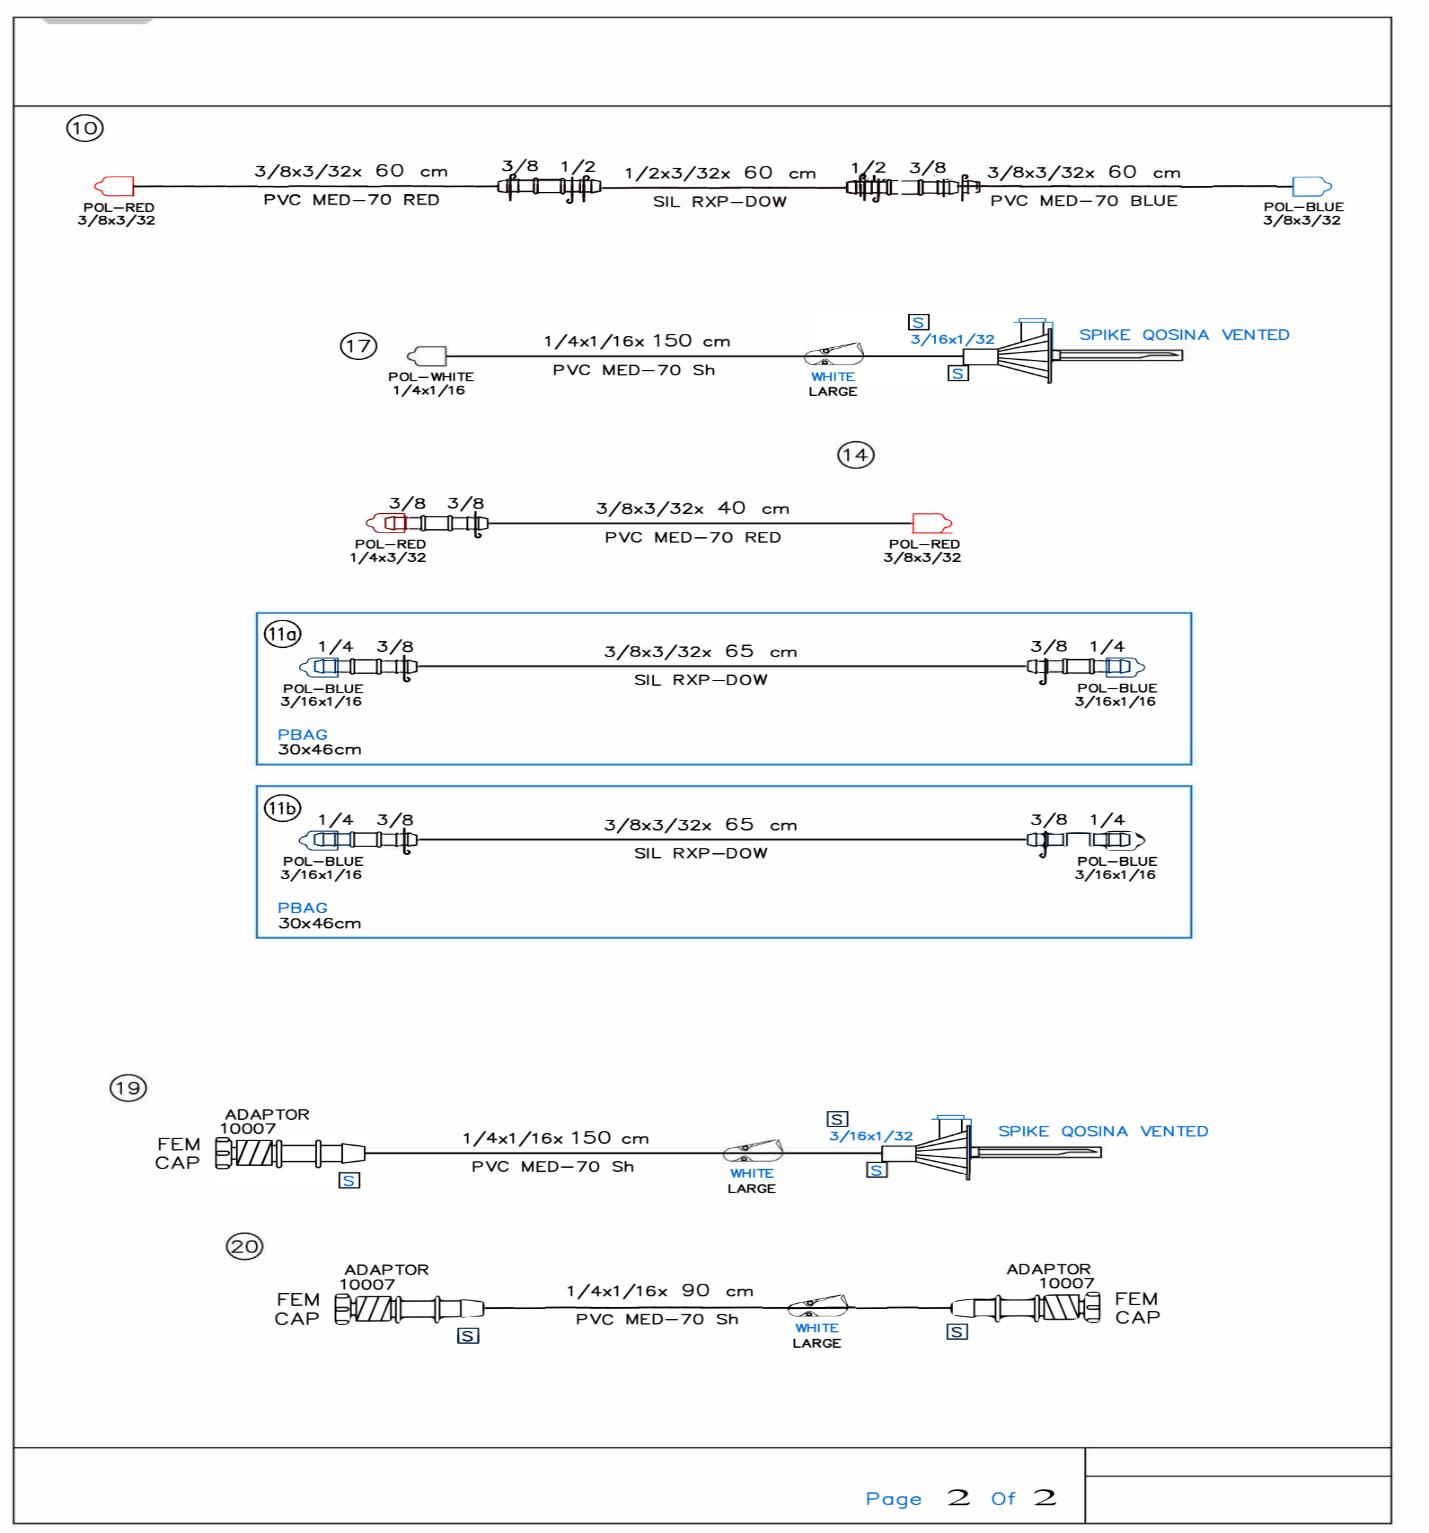 10
3/8x3/32x 60 cm
3/8 1/2
1/2x3/32x 60 cm
1/2 3/8
3/8x3/32x 60 cm
PVC MED-70 RED
SIL RXP-DOW
PVC MED-70 BLUE
POL-RED
3/8x3/32
POL-BLUE
3/8x3/32
17
1/4x1/16x 150 cm
PVC MED-70 Sh
POL-WHITE
1/4x1/16
WHITE
LARGE
S
3/16x1/32
S
SPIKE QOSINA VENTED
14
3/8 3/8
3/8x3/32x 40 cm
PVC MED-70 RED
POL-RED
1/4x3/32
POL-RED
3/8x3/32
11a
1/4 3/8
3/8x3/32x 65 cm
3/8 1/4
SIL RXP-DOW
POL-BLUE
3/16x1/16
POL-BLUE
3/16x1/16
PBAG
30x46cm
11b
1/4 3/8
3/8x3/32x 65 cm
3/8 1/4
SIL RXP-DOW
POL-BLUE
3/16x1/16
POL-BLUE
3/16x1/16
PBAG
30x46cm
19
ADAPTOR
10007
FEM
CAP
S
1/4x1/16x 150 cm
PVC MED-70 Sh
WHITE
LARGE
S
3/16x1/32
S
SPIKE QOSINA VENTED
20
ADAPTOR
10007
FEM
CAP
S
1/4x1/16x 90 cm
PVC MED-70 Sh
WHITE
LARGE
ADAPTOR
10007
FEM
CAP
S
Page 2 Of 2